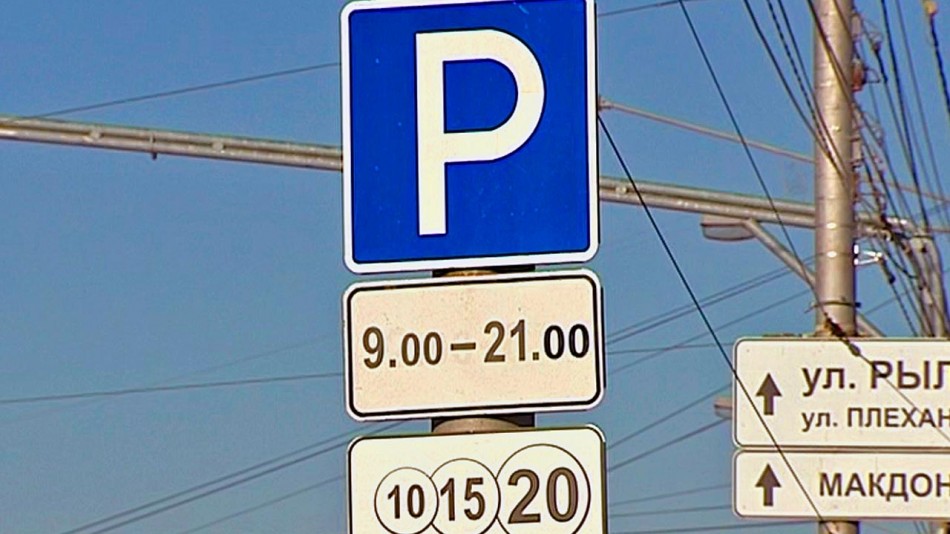 P
9.00–21.00
10 15 20
ул. РЫЛ
ул. ПЛЕХАН
МАКДОН